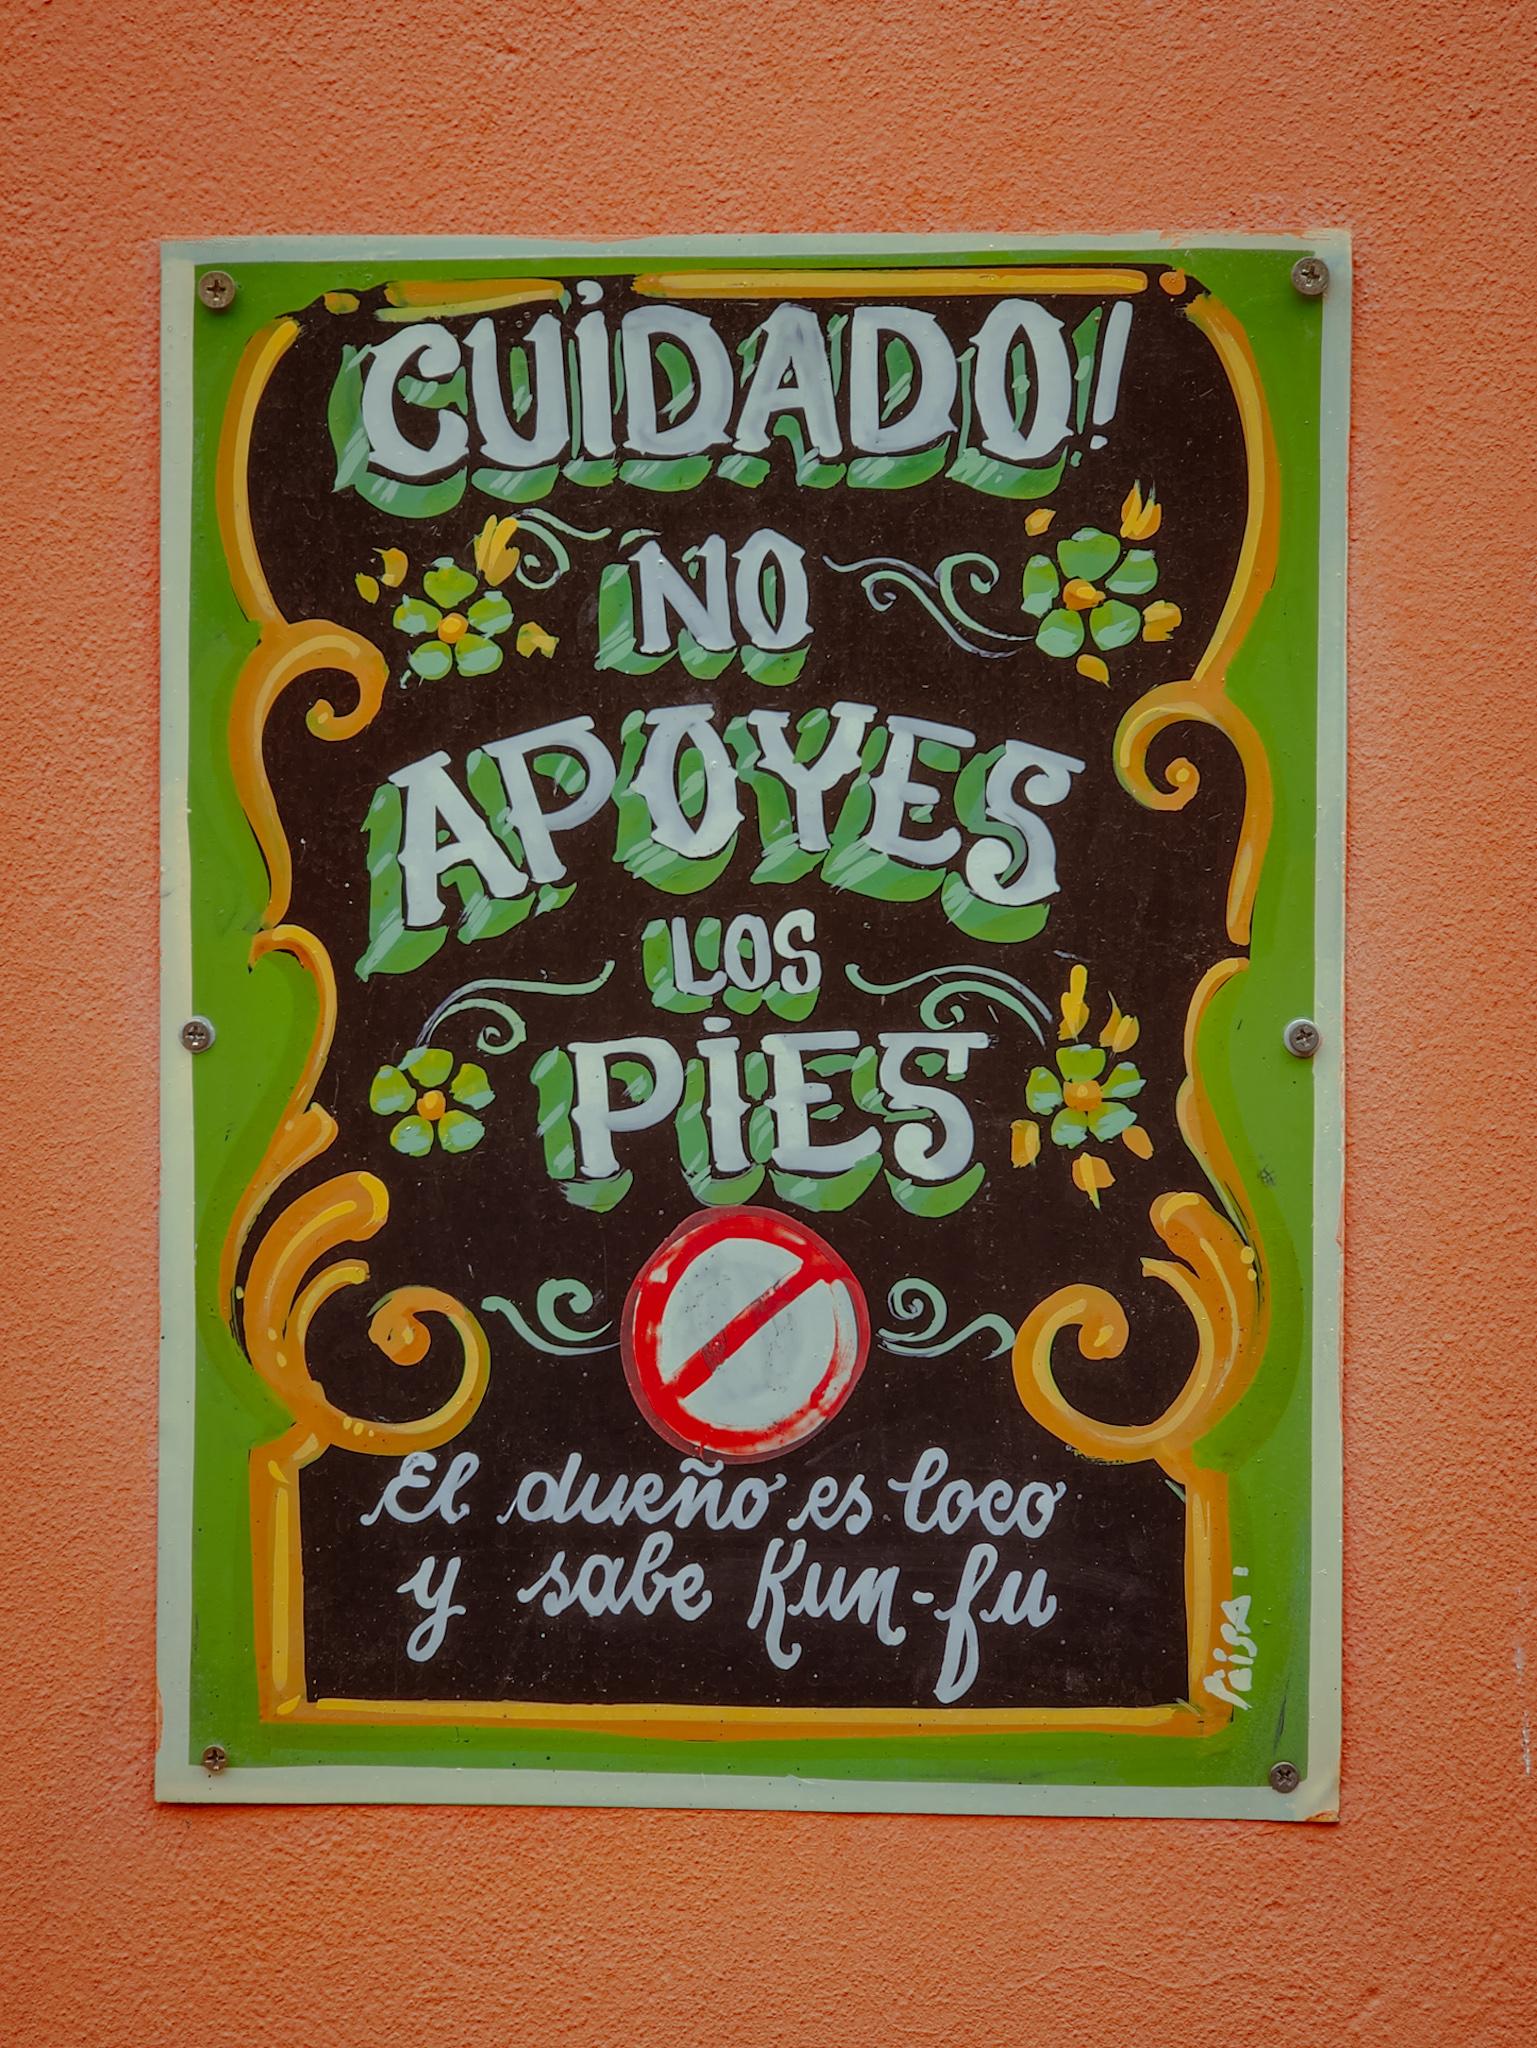 CUIDADO!
NO
APOYES
LOS
PIES
El dueño es loco
y sabe Kun-fu